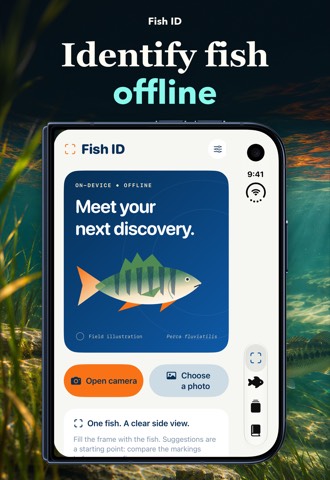 Fish ID
Identify fish
offline
Fish ID
9:41
ON-DEVICE • OFFLINE
Meet your
next discovery.
Field illustration
Perca fluviatilis
Open camera
Choose
a photo
One fish. A clear side view.
Fill the frame with the fish. Suggestions are
a starting point: compare the markings